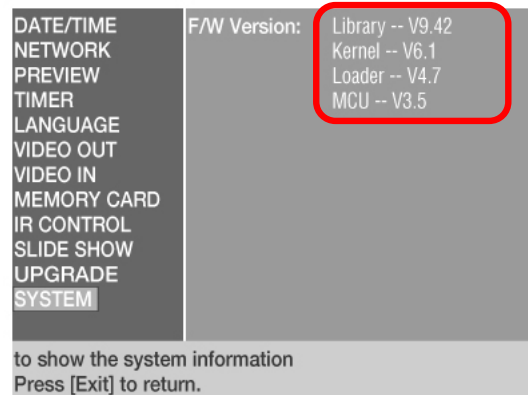 DATE/TIME
NETWORK
PREVIEW
TIMER
LANGUAGE
VIDEO OUT
VIDEO IN
MEMORY CARD
IR CONTROL
SLIDE SHOW
UPGRADE
SYSTEM
F/W Version:
Library -- V9.42
Kernel -- V6.1
Loader -- V4.7
MCU -- V3.5
to show the system information
Press [Exit] to return.